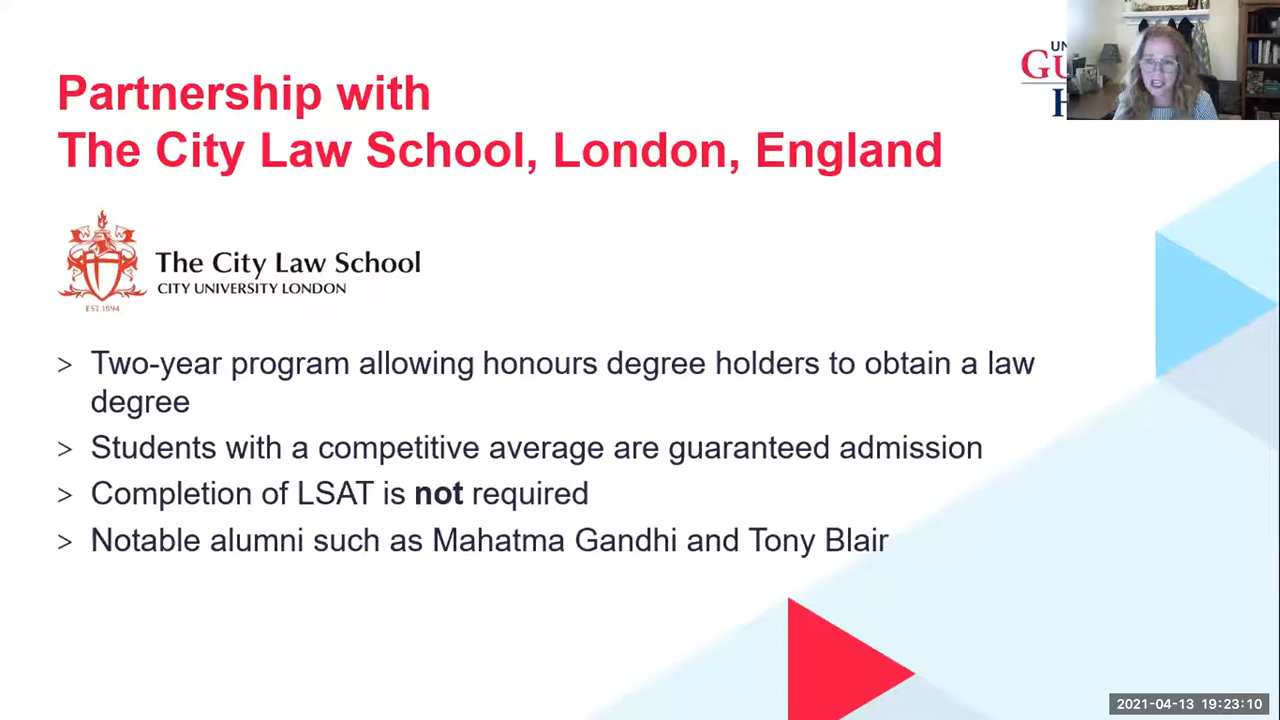 Partnership with
The City Law School, London, England
UN
GU
H
The City Law School
CITY UNIVERSITY LONDON
EST 1894
> Two-year program allowing honours degree holders to obtain a law
degree
> Students with a competitive average are guaranteed admission
> Completion of LSAT is not required
> Notable alumni such as Mahatma Gandhi and Tony Blair
2021-04-13 19:23:10